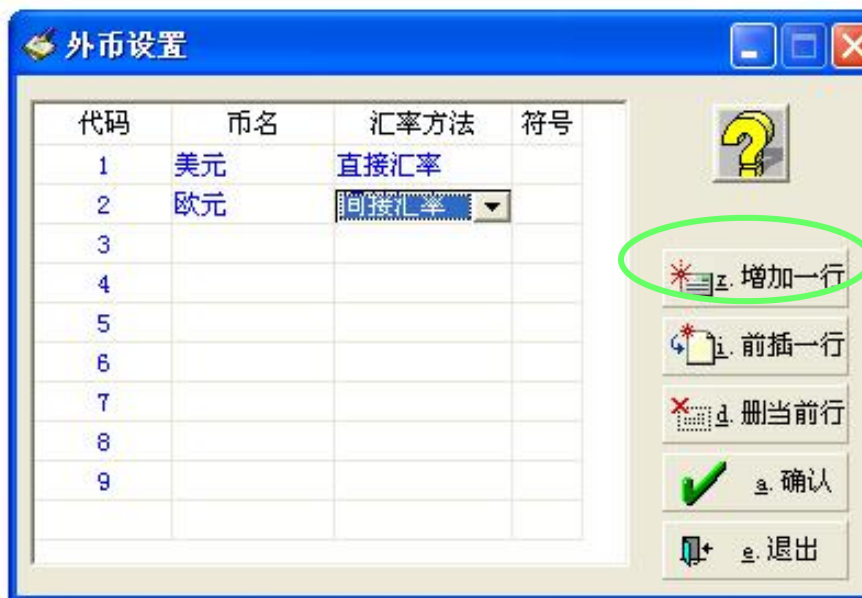 外币设置
代码 币名 汇率方法 符号
1 美元 直接汇率
2 欧元 间接汇率
3
4
5
6
7
8
9
z. 增加一行
i. 前插一行
d. 删当前行
a. 确认
e. 退出